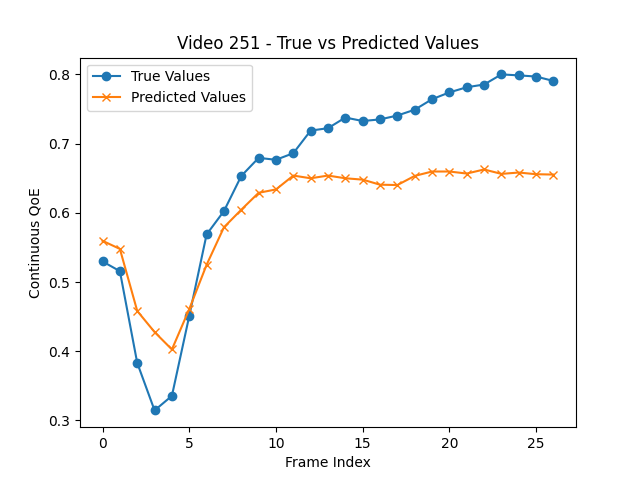 Video 251 - True vs Predicted Values
True Values
Predicted Values
0.8
0.7
0.6
0.5
0.4
0.3
Continuous QoE
0 5 10 15 20 25
Frame Index